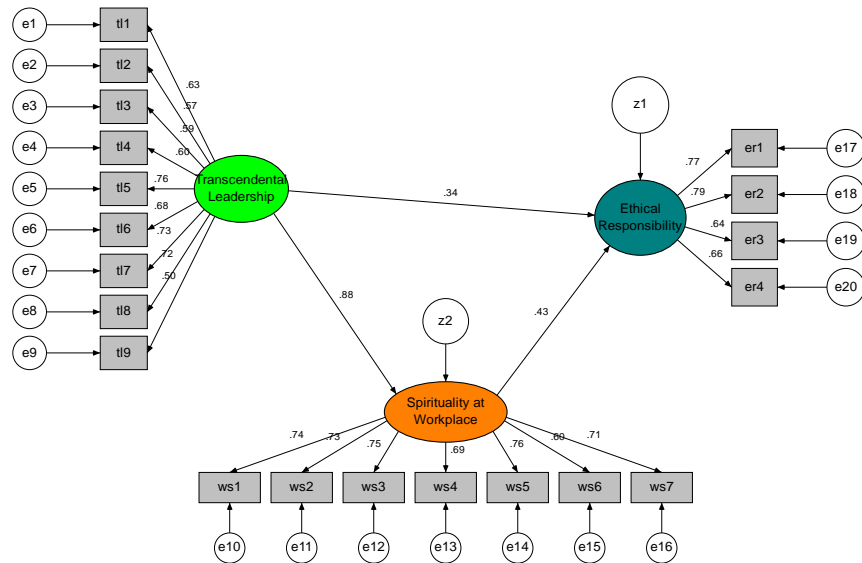 e1 tl1
e2 tl2
e3 tl3
e4 tl4
e5 tl5
e6 tl6
e7 tl7
e8 tl8
e9 tl9
.63
.57
.59
.60
.76
.68
.73
.72
.50
Transcendental
Leadership
.34
.88
z1
Ethical
Responsibility
.77
.79
.64
.66
er1 e17
er2 e18
er3 e19
er4 e20
.43
z2
Spirituality at
Workplace
.74 .73 .75 .69 .76 .60 .71
ws1 ws2 ws3 ws4 ws5 ws6 ws7
e10 e11 e12 e13 e14 e15 e16